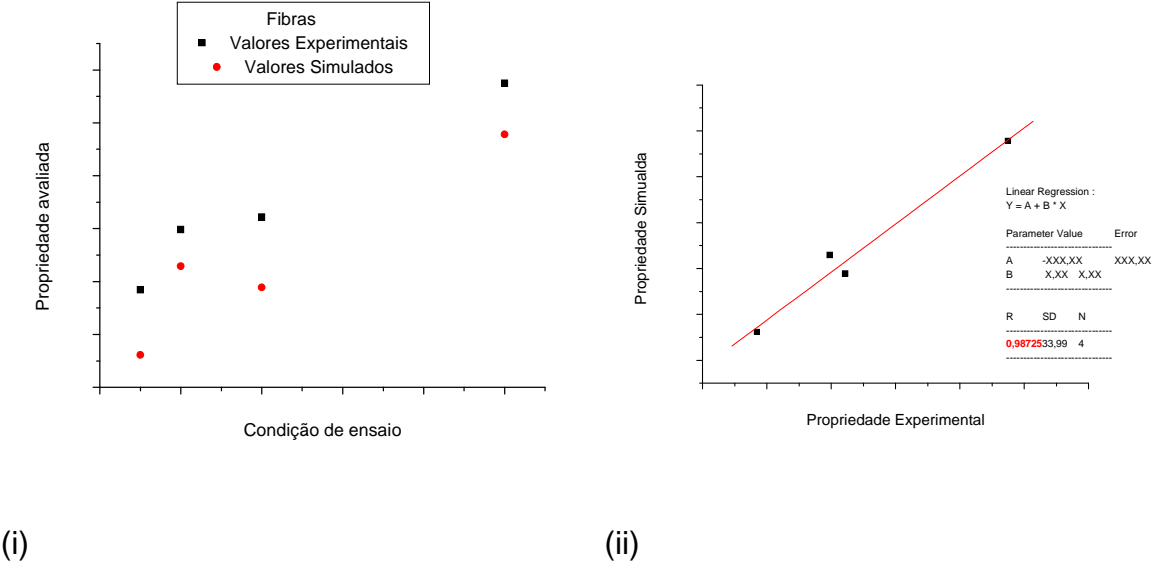 Fibras
Valores Experimentais
Valores Simulados
Propriedade avaliada
Condição de ensaio
(i)
Propriedade Simualda
Linear Regression :
Y = A + B * X
Parameter Value Error
---------------------------------
A -XXX,XX XXX,XX
B X,XX X,XX
---------------------------------
R SD N
---------------------------------
0,98725 33,99 4
---------------------------------
Propriedade Experimental
(ii)